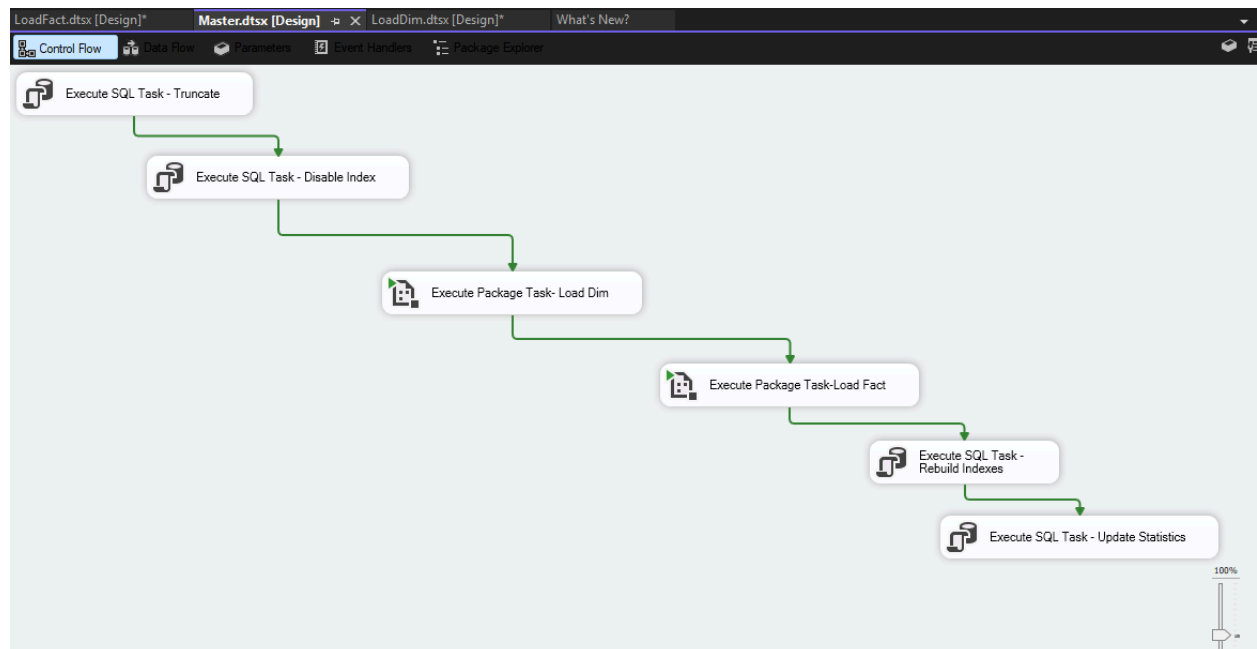 LoadFact.dtsx [Design]* Master.dtsx [Design] LoadDim.dtsx [Design]* What's New?
Control Flow Data Flow Parameters Event Handlers Package Explorer
Execute SQL Task - Truncate
Execute SQL Task - Disable Index
Execute Package Task- Load Dim
Execute Package Task-Load Fact
Execute SQL Task -
Rebuild Indexes
Execute SQL Task - Update Statistics
100%